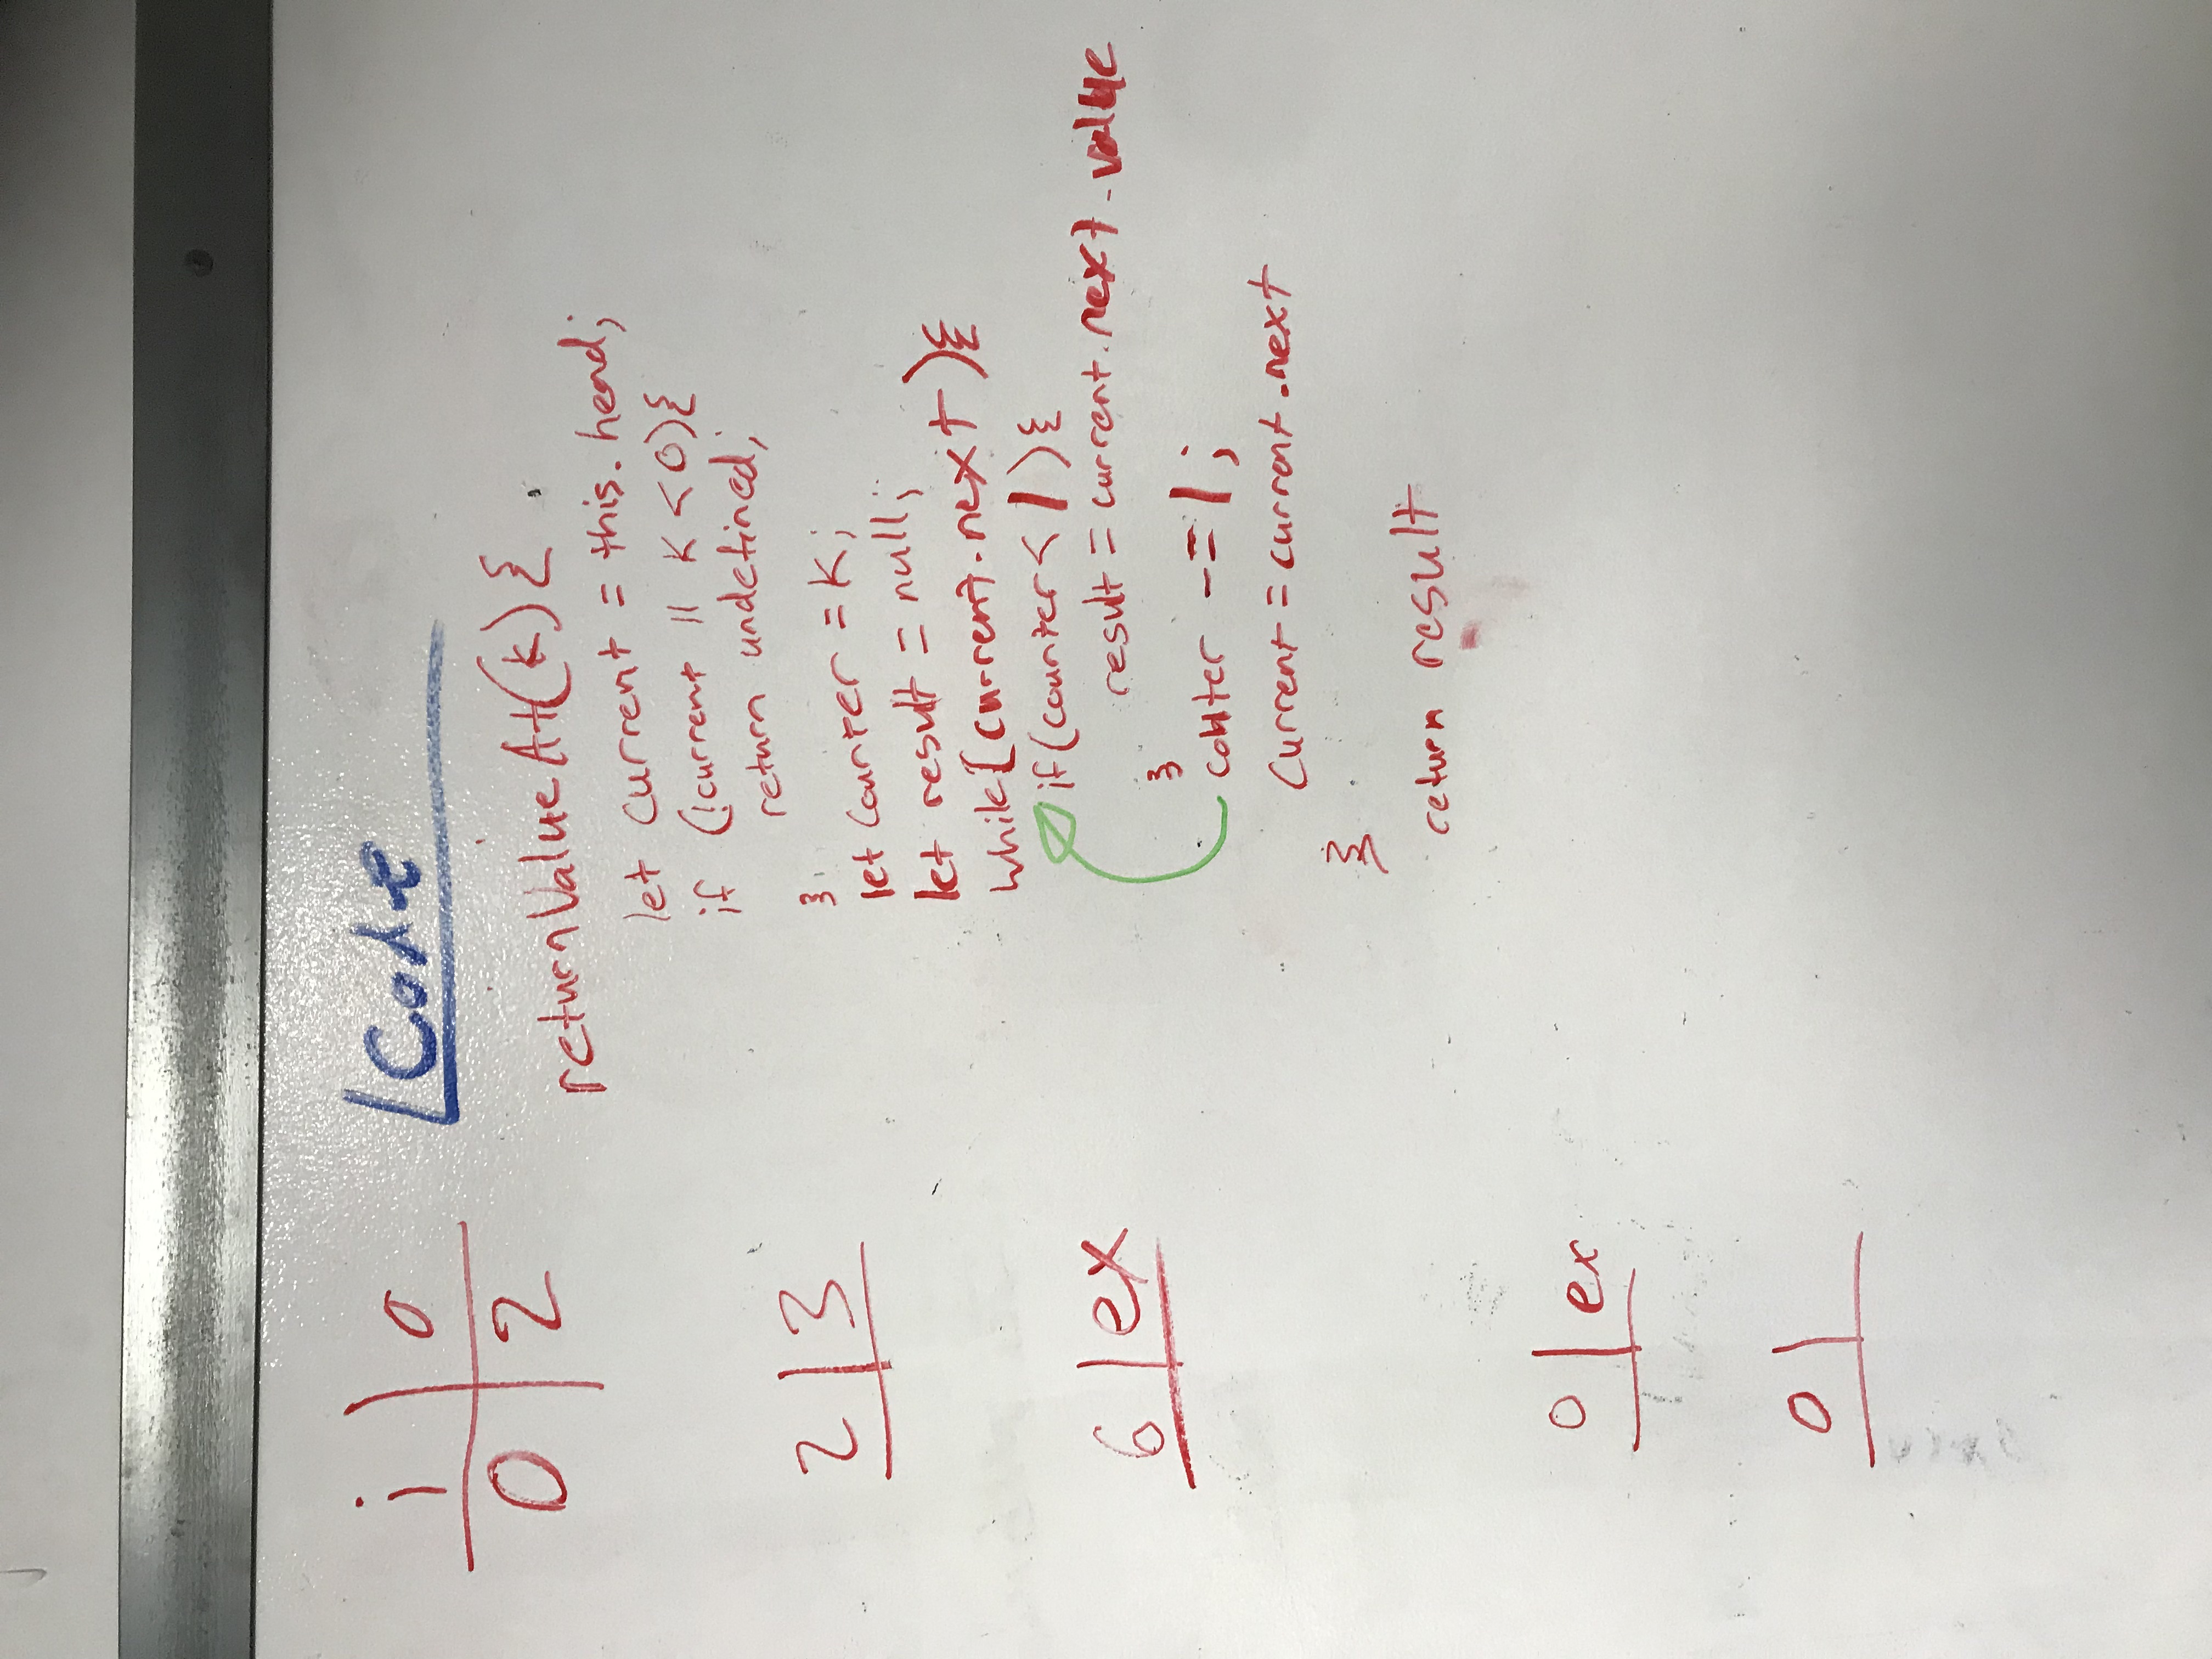 i | o
0 | 2
2 | 3
6 | ex
0 | ex
0 |
Code
returnValueAt(k){
let current = this.head;
if (!current || k < 0){
return undefined;
}
let counter = k;
let result = null;
while(current.next){
if(counter < 1){
result = current.next.value
}
counter -= 1;
current = current.next
}
return result